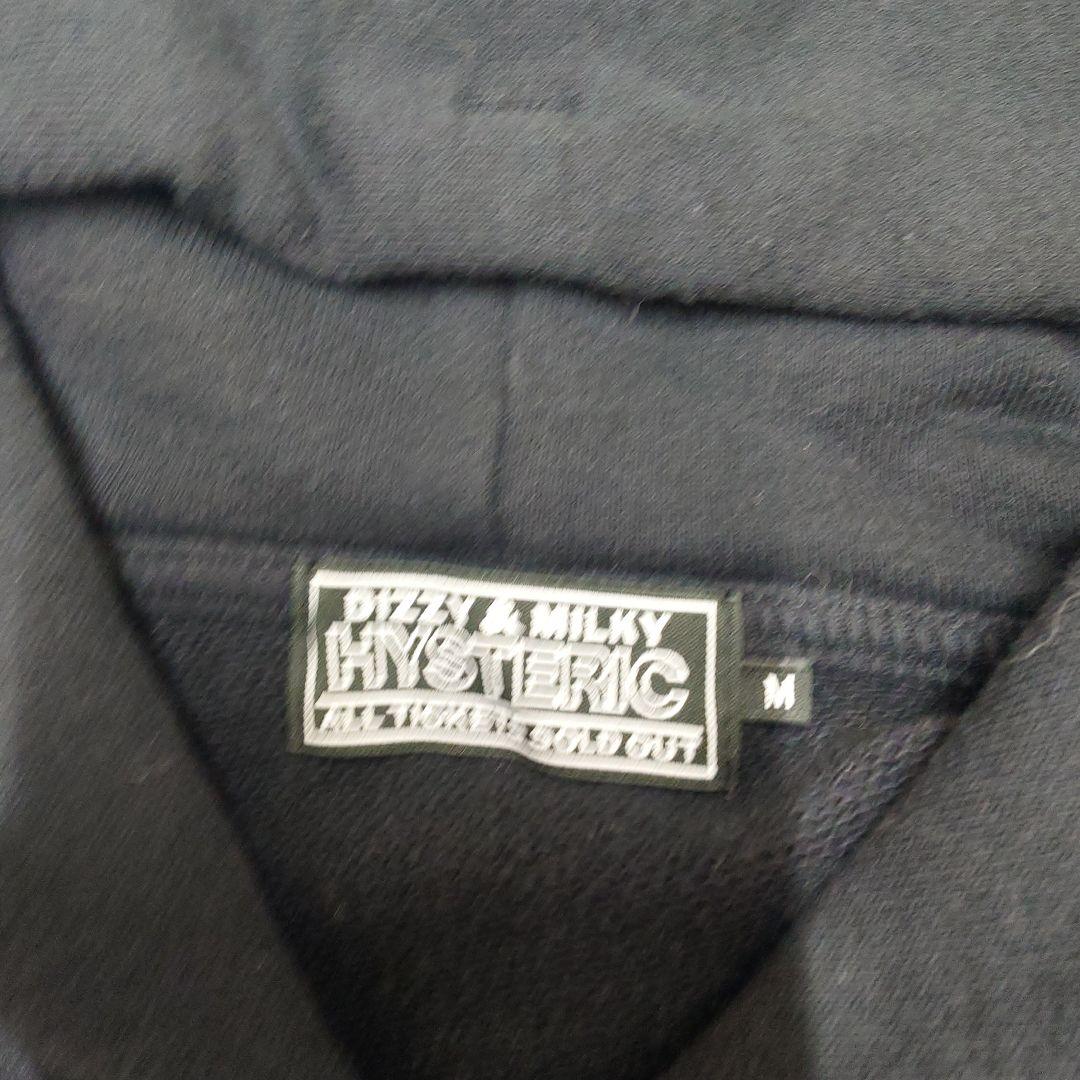 DIZZY & MiLKY
HYSTERIC
ALL TICKETS SOLD OUT
M